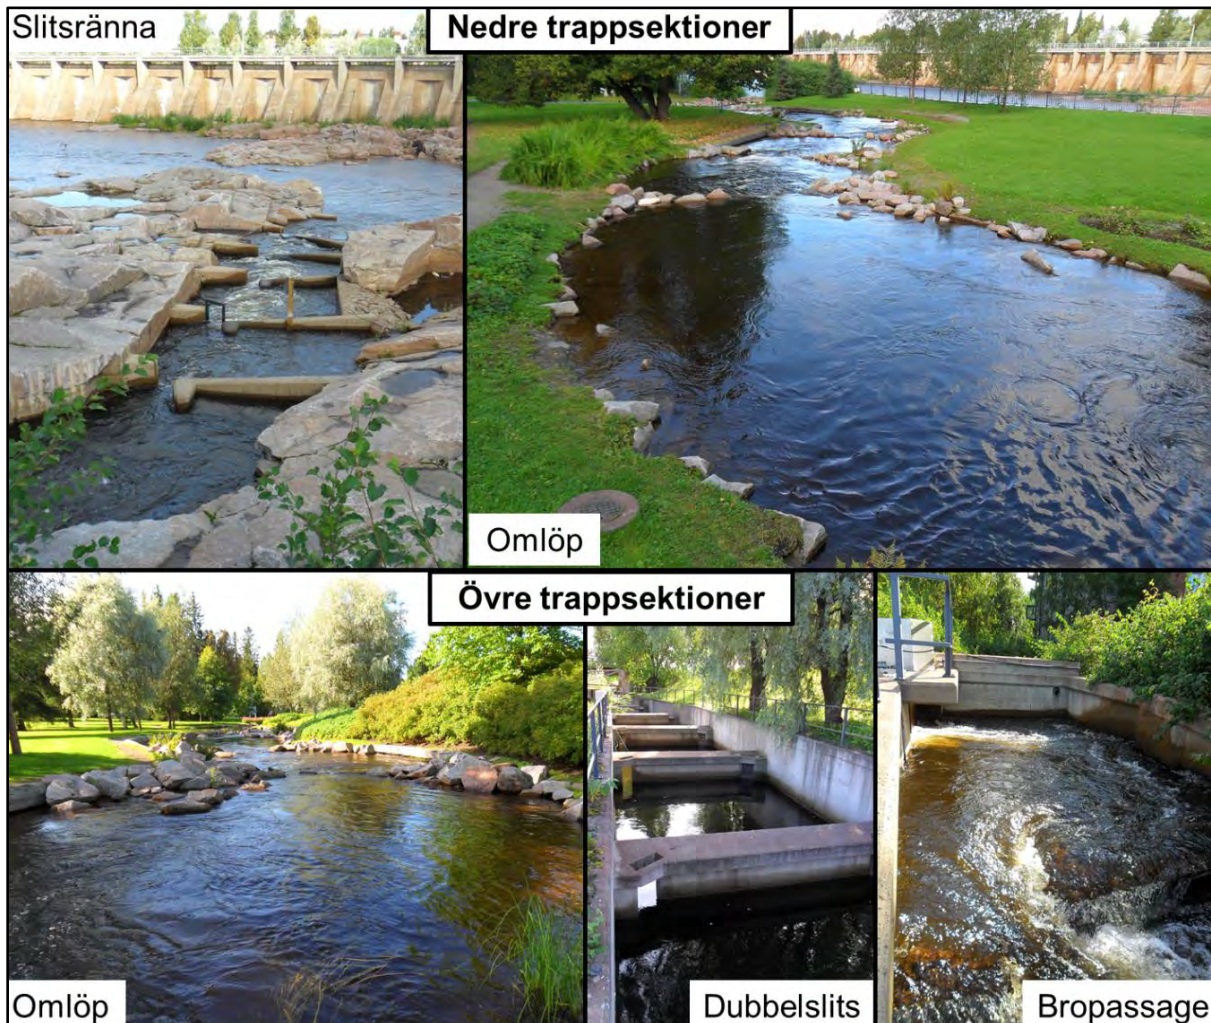 Slitsränna
Nedre trappsektioner
Omlöp
Övre trappsektioner
Omlöp
Dubbelslits
Bropassage